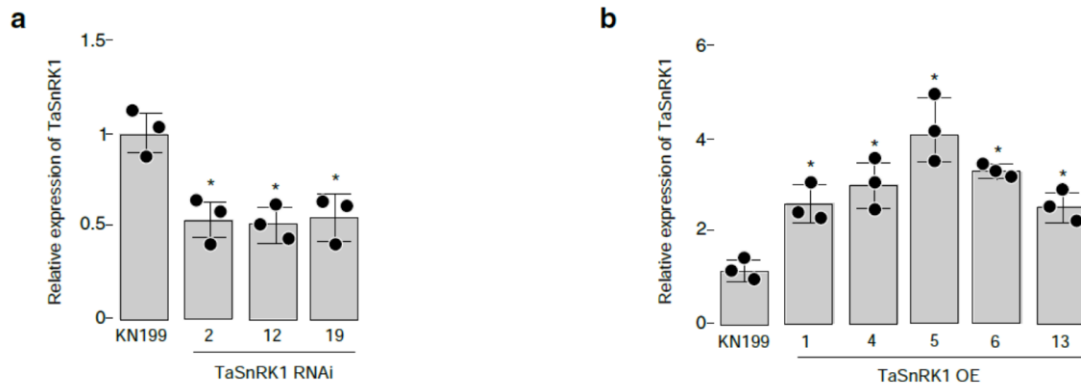 a
Relative expression of TaSnRK1
1.5
1
0.5
0
KN199 2 12 19
TaSnRK1 RNAi
* * *
b
Relative expression of TaSnRK1
6
4
2
0
KN199 1 4 5 6 13
TaSnRK1 OE
* * * * *